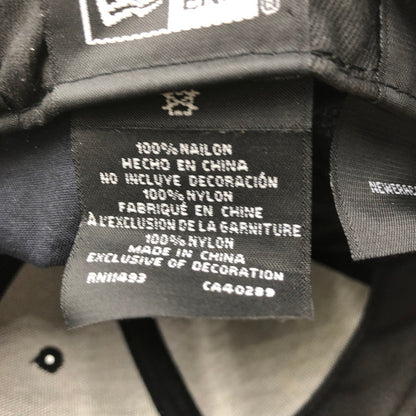 100% NAILON
HECHO EN CHINA
NO INCLUYE DECORACIÓN
100% NYLON
FABRIQUÉ EN CHINE
À L'EXCLUSION DE LA GARNITURE
100% NYLON
MADE IN CHINA
EXCLUSIVE OF DECORATION
RN11493 CA40289